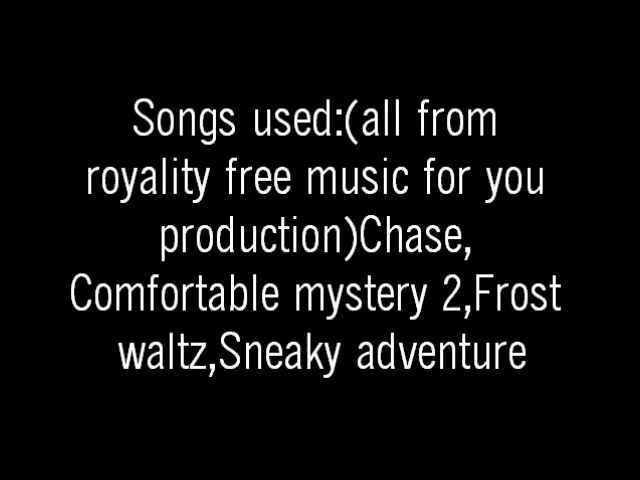 Songs used:(all from
royality free music for you
production)Chase,
Comfortable mystery 2,Frost
waltz,Sneaky adventure